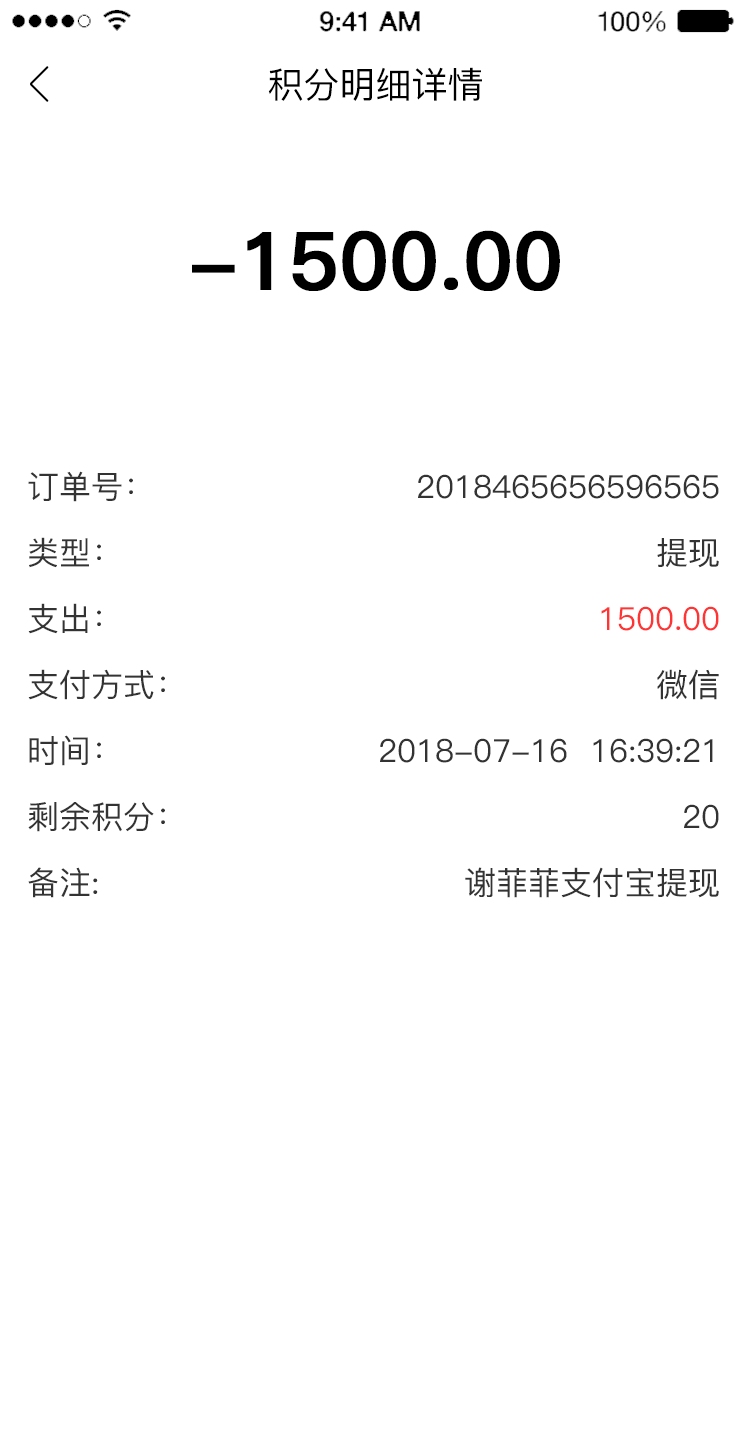 9:41 AM 100%
积分明细详情
-1500.00
订单号： 2018465656596565
类型： 提现
支出： 1500.00
支付方式： 微信
时间： 2018-07-16 16:39:21
剩余积分： 20
备注: 谢菲菲支付宝提现